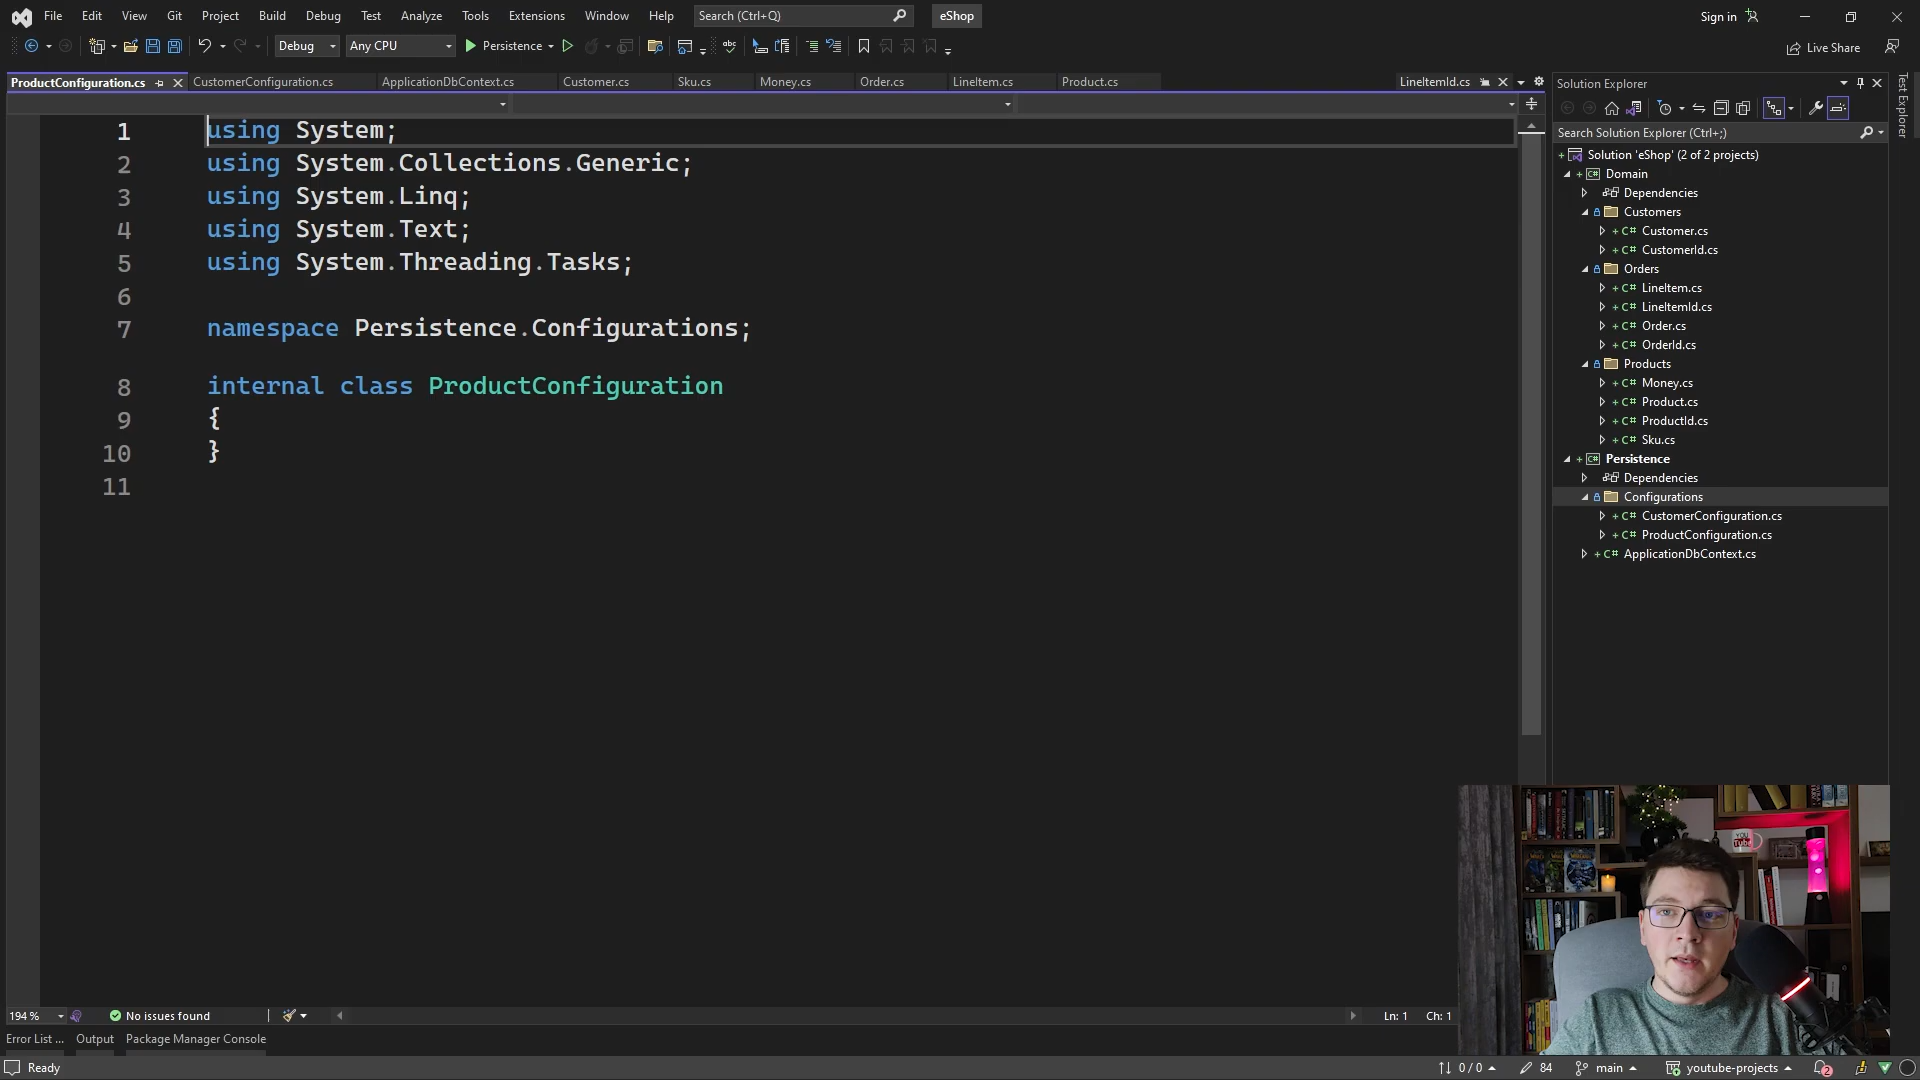 File Edit View Git Project Build Debug Test Analyze Tools Extensions Window Help Search (Ctrl+Q) eShop Sign in
Debug Any CPU Persistence Live Share
ProductConfiguration.cs CustomerConfiguration.cs ApplicationDbContext.cs Customer.cs Sku.cs Money.cs Order.cs LineItem.cs Product.cs LineItemId.cs
1 using System;
2 using System.Collections.Generic;
3 using System.Linq;
4 using System.Text;
5 using System.Threading.Tasks;
6
7 namespace Persistence.Configurations;
8 internal class ProductConfiguration
9 {
10 }
11
Solution Explorer
Search Solution Explorer (Ctrl+;)
Solution 'eShop' (2 of 2 projects)
Domain
Dependencies
Customers
C# Customer.cs
C# CustomerId.cs
Orders
C# LineItem.cs
C# LineItemId.cs
C# Order.cs
C# OrderId.cs
Products
C# Money.cs
C# Product.cs
C# ProductId.cs
C# Sku.cs
Persistence
Dependencies
Configurations
C# CustomerConfiguration.cs
C# ProductConfiguration.cs
C# ApplicationDbContext.cs
Test Explorer
You
Tube
194 % No issues found Ln: 1 Ch: 1
Error List ... Output Package Manager Console
Ready 0 / 0 84 main youtube-projects 2